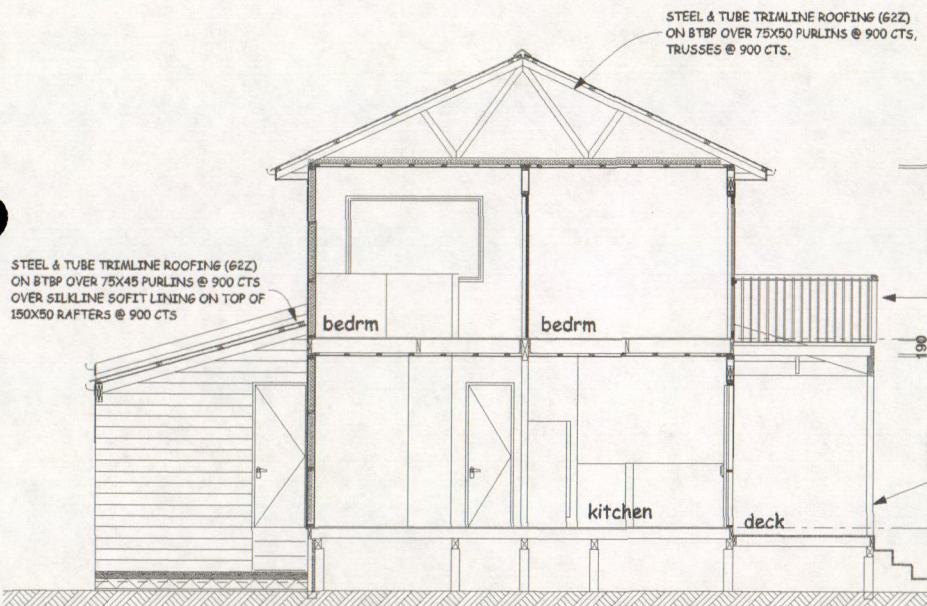 STEEL & TUBE TRIMLINE ROOFING (G2Z)
ON BTBP OVER 75X50 PURLINS @ 900 CTS,
TRUSSES @ 900 CTS.
STEEL & TUBE TRIMLINE ROOFING (G2Z)
ON BTBP OVER 75X45 PURLINS @ 900 CTS
OVER SILKLINE SOFIT LINING ON TOP OF
150X50 RAFTERS @ 900 CTS
bedrm
bedrm
190
kitchen
deck